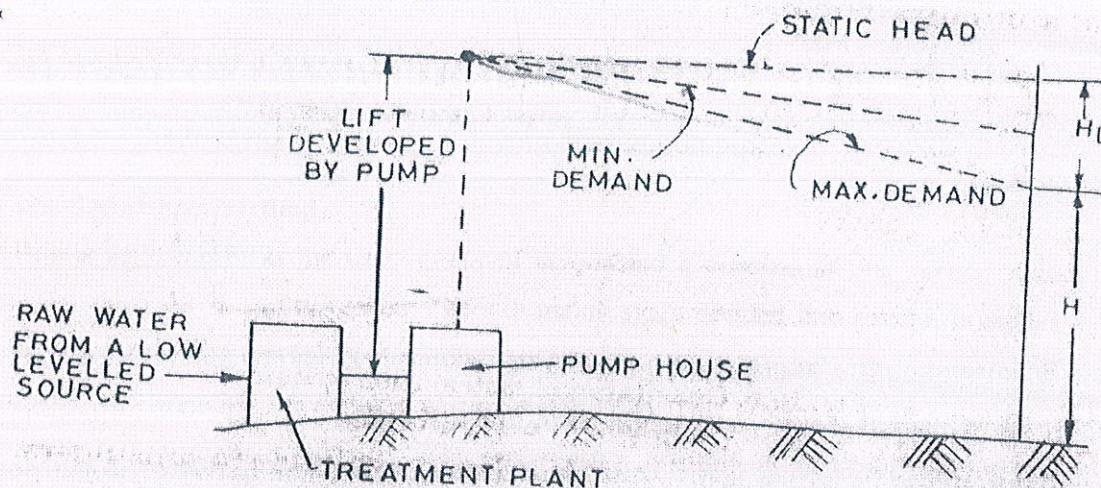 STATIC HEAD
LIFT
DEVELOPED
BY PUMP
MIN.
DEMAND
MAX. DEMAND
H
RAW WATER
FROM A LOW
LEVELLED
SOURCE
PUMP HOUSE
TREATMENT PLANT